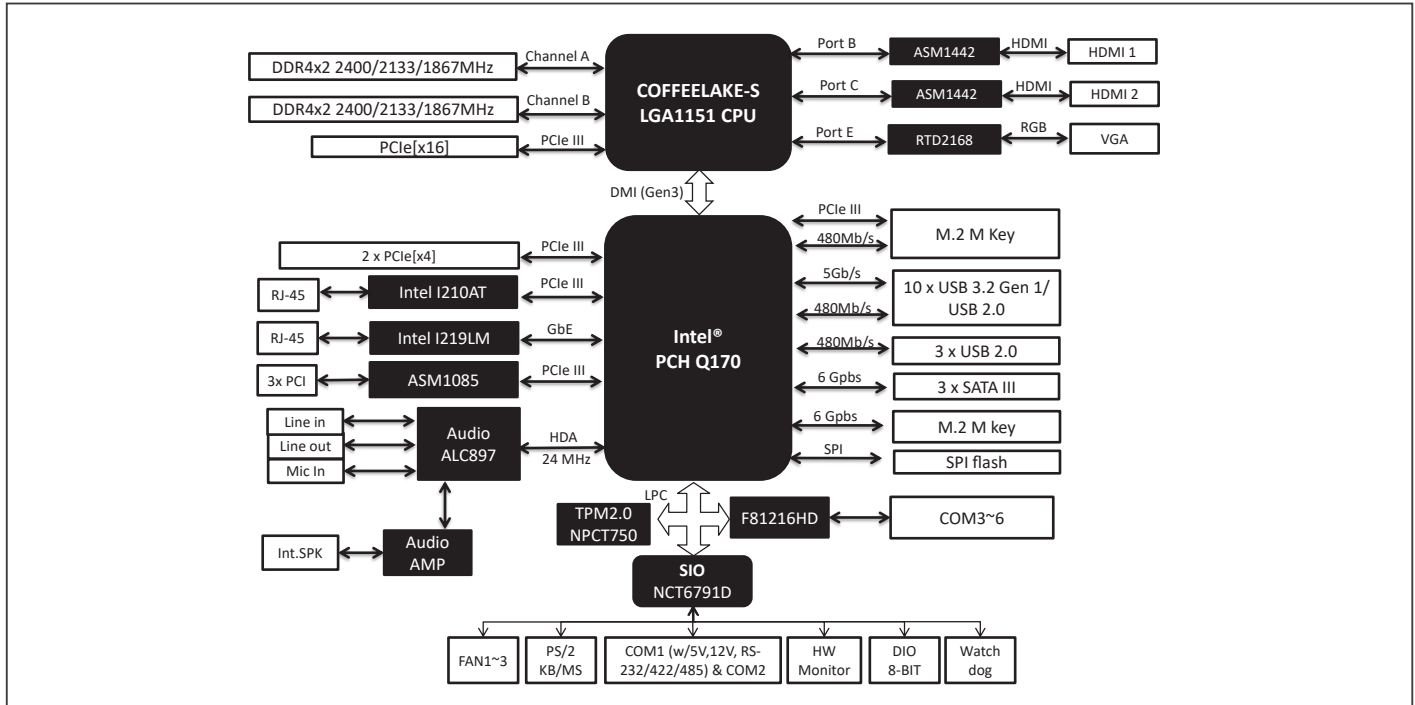 DDR4x2 2400/2133/1867MHz
Channel A
DDR4x2 2400/2133/1867MHz
Channel B
PCIe[x16]
PCIe III
COFFEELAKE-S
LGA1151 CPU
Port B
ASM1442
HDMI
HDMI 1
Port C
ASM1442
HDMI
HDMI 2
Port E
RTD2168
RGB
VGA
DMI (Gen3)
2 x PCIe[x4]
PCIe III
RJ-45
Intel I210AT
PCIe III
RJ-45
Intel I219LM
GbE
3x PCI
ASM1085
PCIe III
Line in
Line out
Mic In
Audio
ALC897
HDA
24 MHz
Int.SPK
Audio
AMP
Intel®
PCH Q170
PCIe III
480Mb/s
M.2 M Key
5Gb/s
480Mb/s
10 x USB 3.2 Gen 1/
USB 2.0
480Mb/s
3 x USB 2.0
6 Gpbs
3 x SATA III
6 Gpbs
M.2 M key
SPI
SPI flash
LPC
TPM2.0
NPCT750
F81216HD
COM3~6
SIO
NCT6791D
FAN1~3
PS/2
KB/MS
COM1 (w/5V,12V, RS-
232/422/485) & COM2
HW
Monitor
DIO
8-BIT
Watch
dog